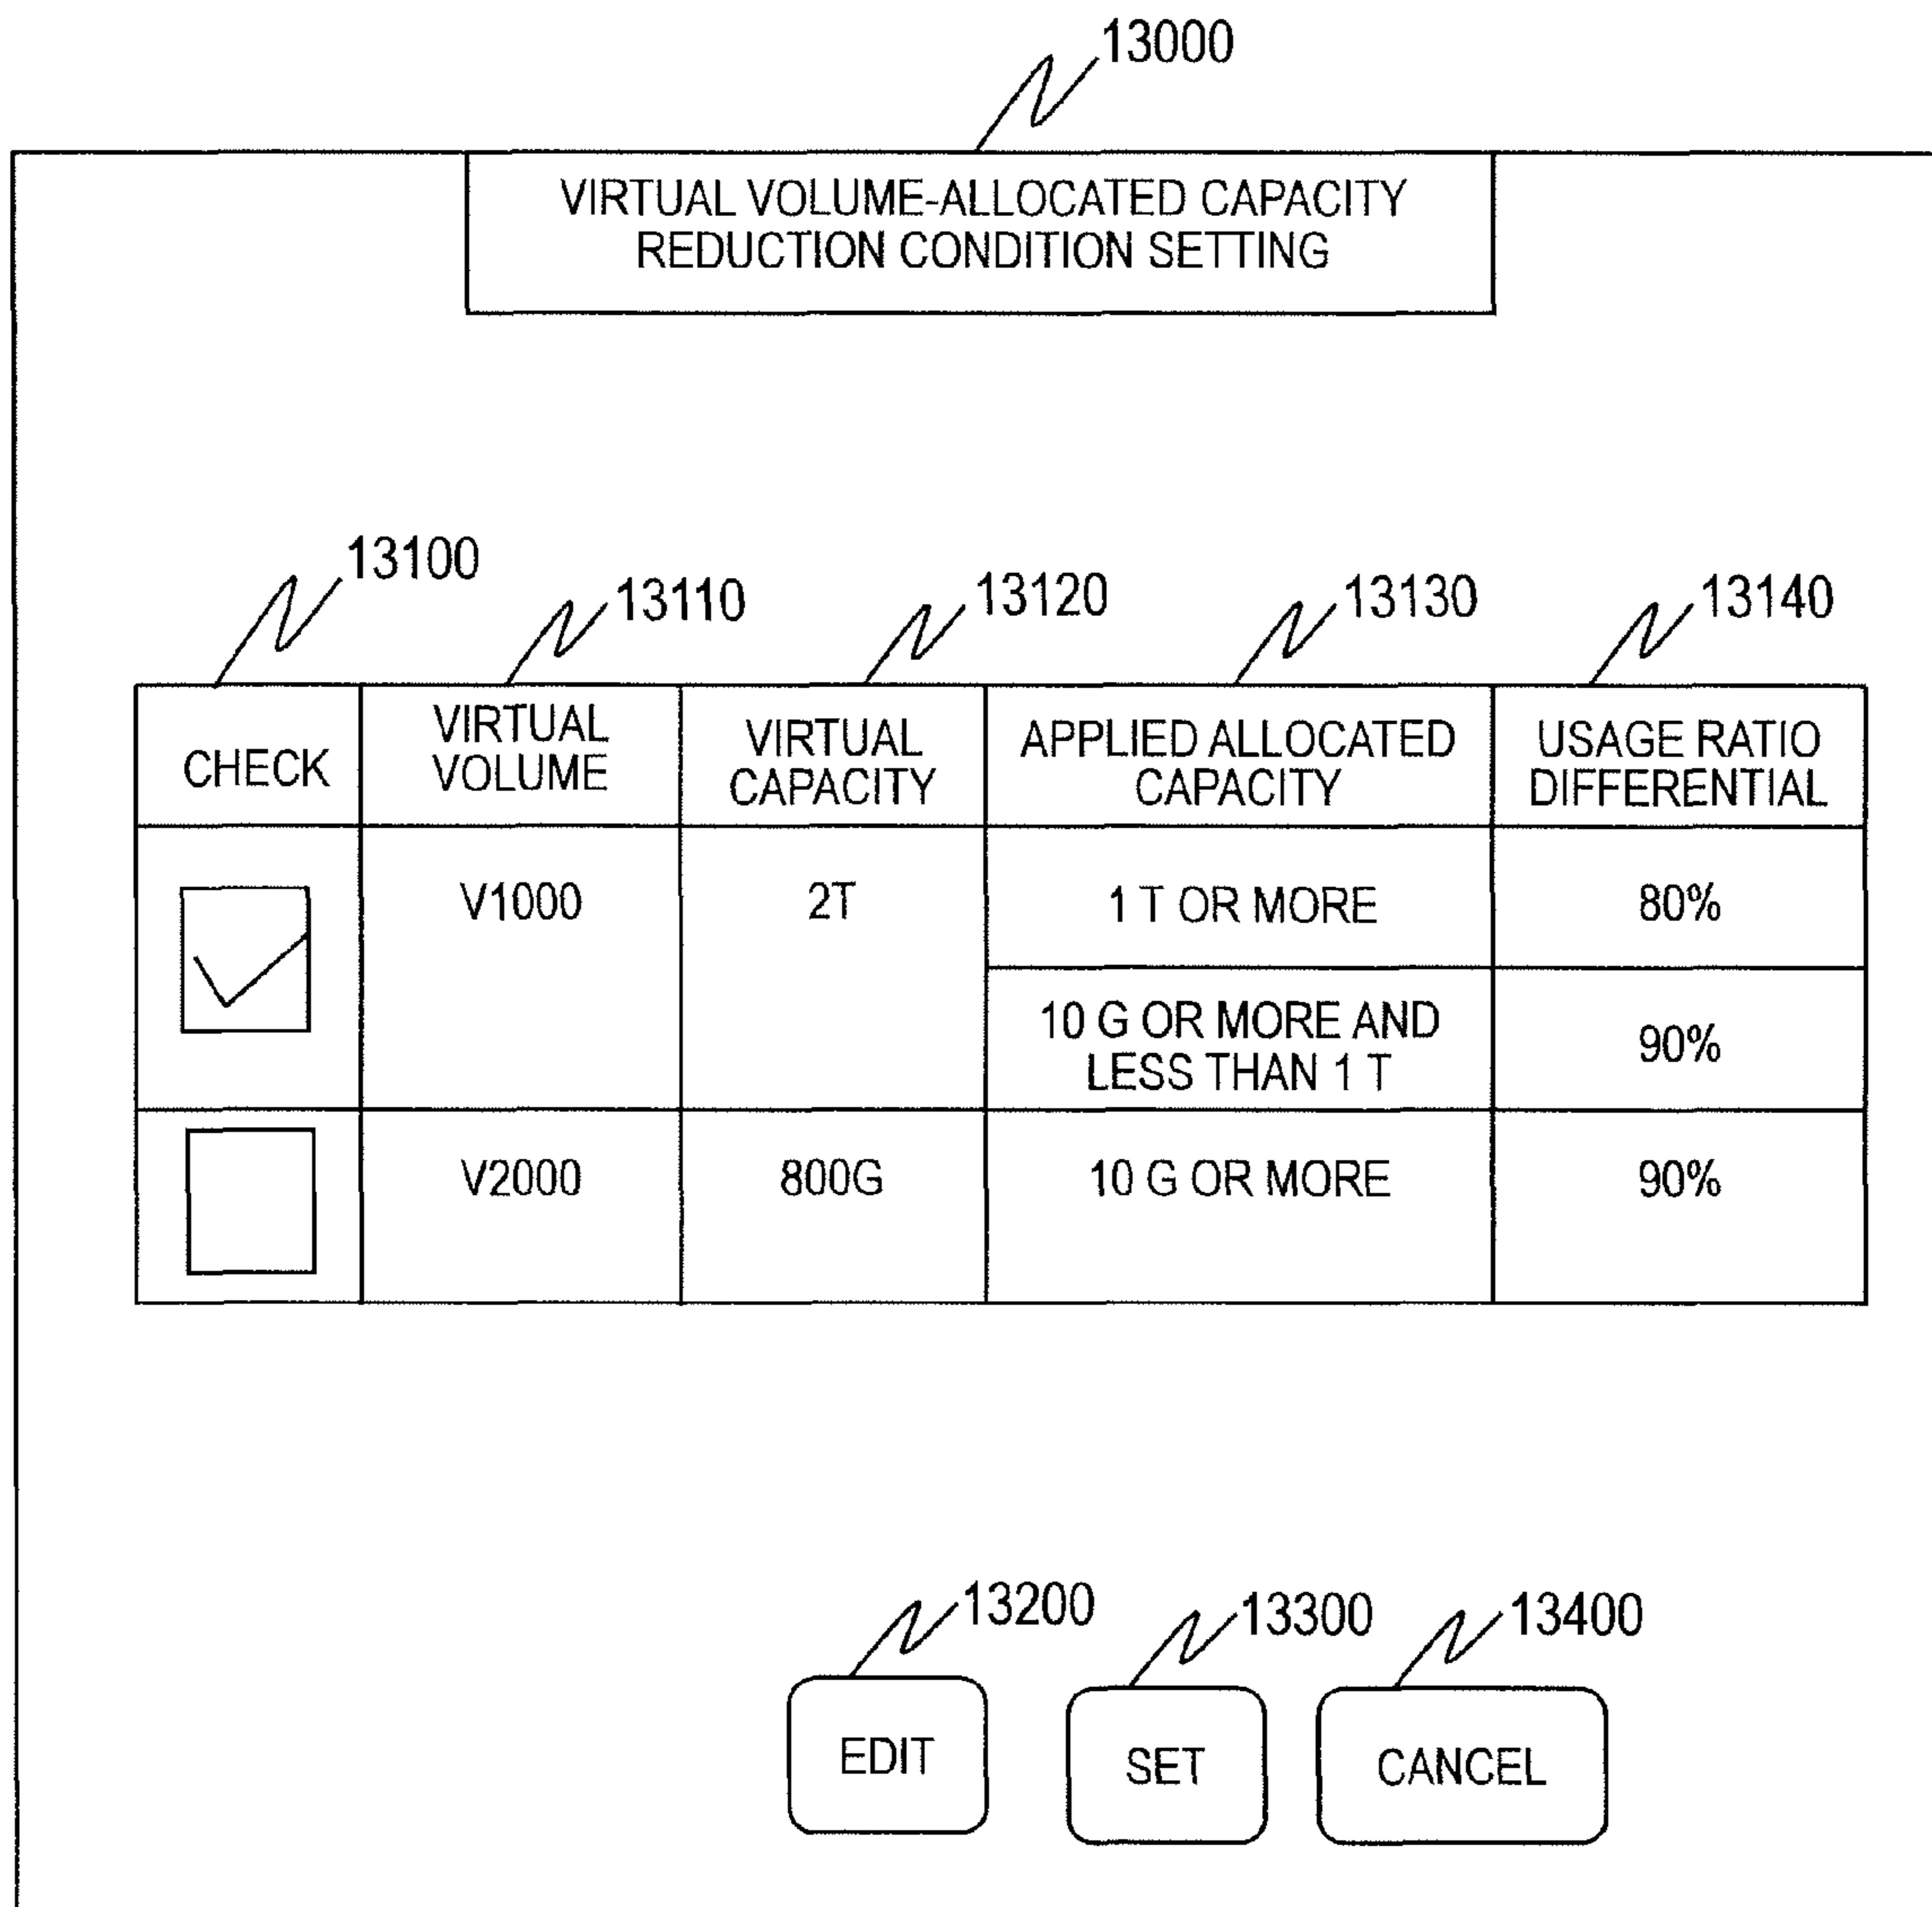 13000
VIRTUAL VOLUME-ALLOCATED CAPACITY
REDUCTION CONDITION SETTING
13100
13110
13120
13130
13140
CHECK
VIRTUAL
VOLUME
VIRTUAL
CAPACITY
APPLIED ALLOCATED
CAPACITY
USAGE RATIO
DIFFERENTIAL
V1000
2T
1 T OR MORE
80%
10 G OR MORE AND
LESS THAN 1 T
90%
V2000
800G
10 G OR MORE
90%
13200
13300
13400
EDIT
SET
CANCEL